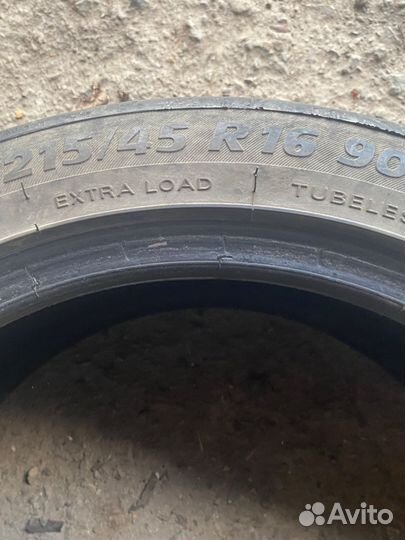 215/45 R16 90
EXTRA LOAD
TUBELES
Avito